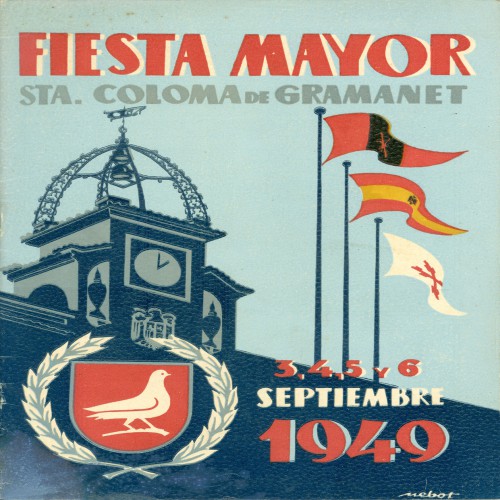 FIESTA MAYOR
STA. COLOMA DE GRAMANET
3, 4, 5 Y 6
SEPTIEMBRE
1949
nebot